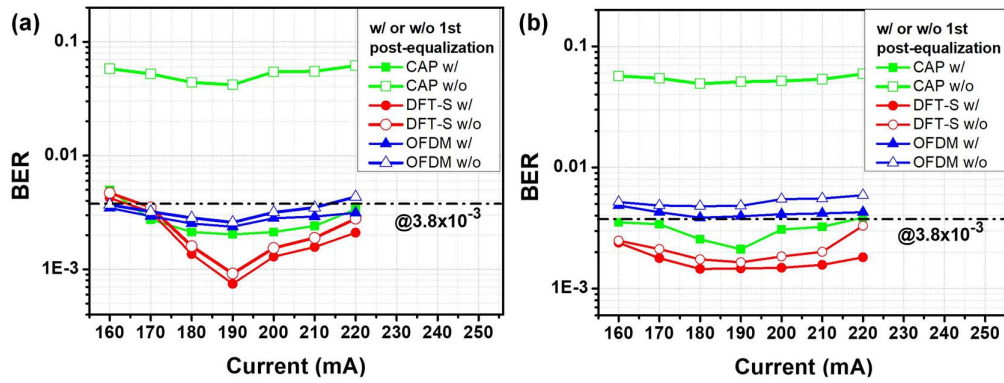 (a)
w/ or w/o 1st
post-equalization
CAP w/
CAP w/o
DFT-S w/
DFT-S w/o
OFDM w/
OFDM w/o
0.1
0.01
1E-3
BER
@3.8x10⁻³
160 170 180 190 200 210 220 230 240 250
Current (mA)
(b)
w/ or w/o 1st
post-equalization
CAP w/
CAP w/o
DFT-S w/
DFT-S w/o
OFDM w/
OFDM w/o
0.1
0.01
1E-3
BER
@3.8x10⁻³
160 170 180 190 200 210 220 230 240 250
Current (mA)